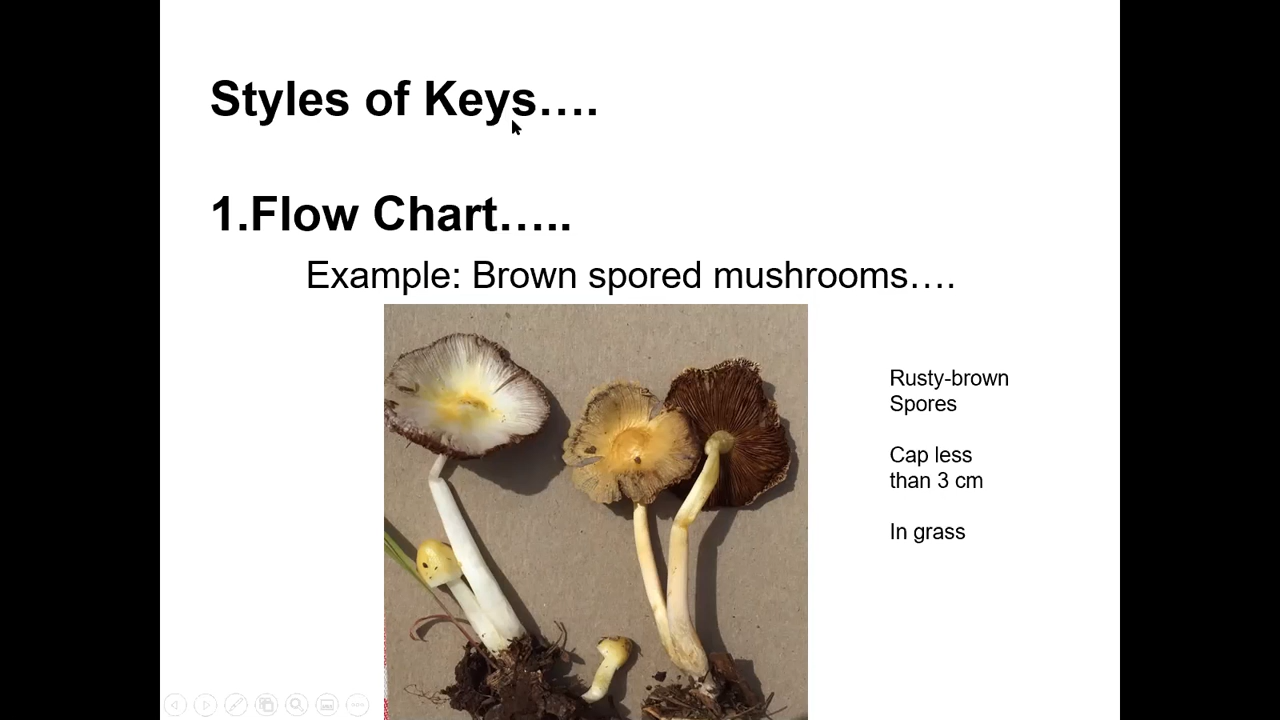 Styles of Keys….
1.Flow Chart…..
Example: Brown spored mushrooms….
Rusty-brown
Spores
Cap less
than 3 cm
In grass